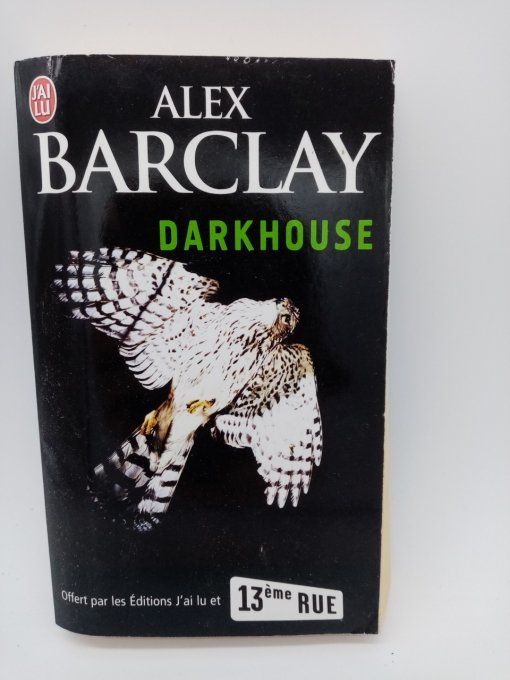 J'AI
LU
ALEX
BARCLAY
DARKHOUSE
Offert par les Éditions J'ai lu et
13ème RUE